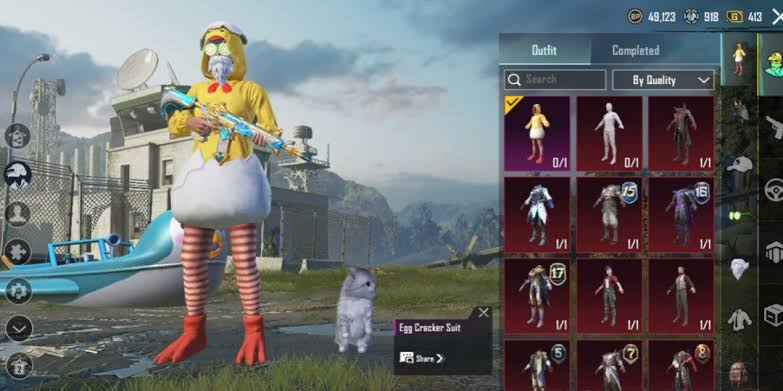 BP 49,123 918 G 413
Outfit Completed
Search By Quality
0/1 0/1 1/1
15 16
1/1 1/1 1/1
17
1/1 1/1 1/1
5 7 8
Egg Cracker Suit
Share
2